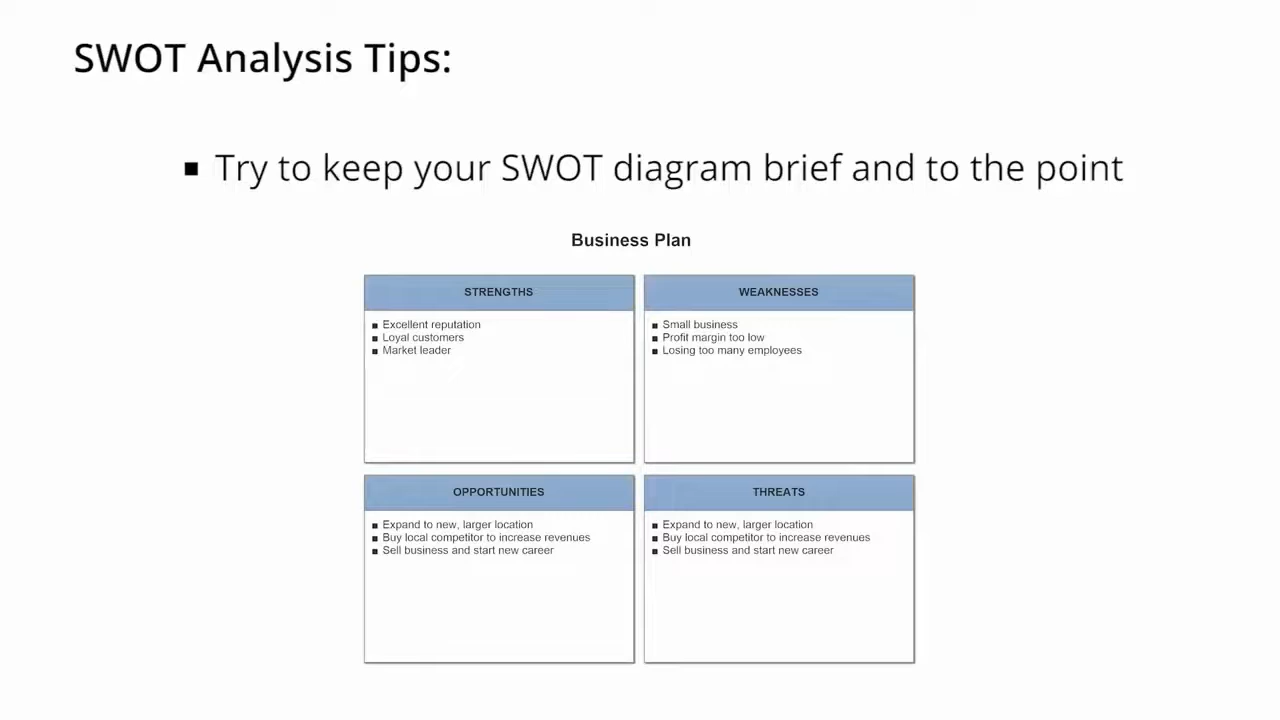 SWOT Analysis Tips:
▪ Try to keep your SWOT diagram brief and to the point
Business Plan
STRENGTHS
▪ Excellent reputation
▪ Loyal customers
▪ Market leader
WEAKNESSES
▪ Small business
▪ Profit margin too low
▪ Losing too many employees
OPPORTUNITIES
▪ Expand to new, larger location
▪ Buy local competitor to increase revenues
▪ Sell business and start new career
THREATS
▪ Expand to new, larger location
▪ Buy local competitor to increase revenues
▪ Sell business and start new career